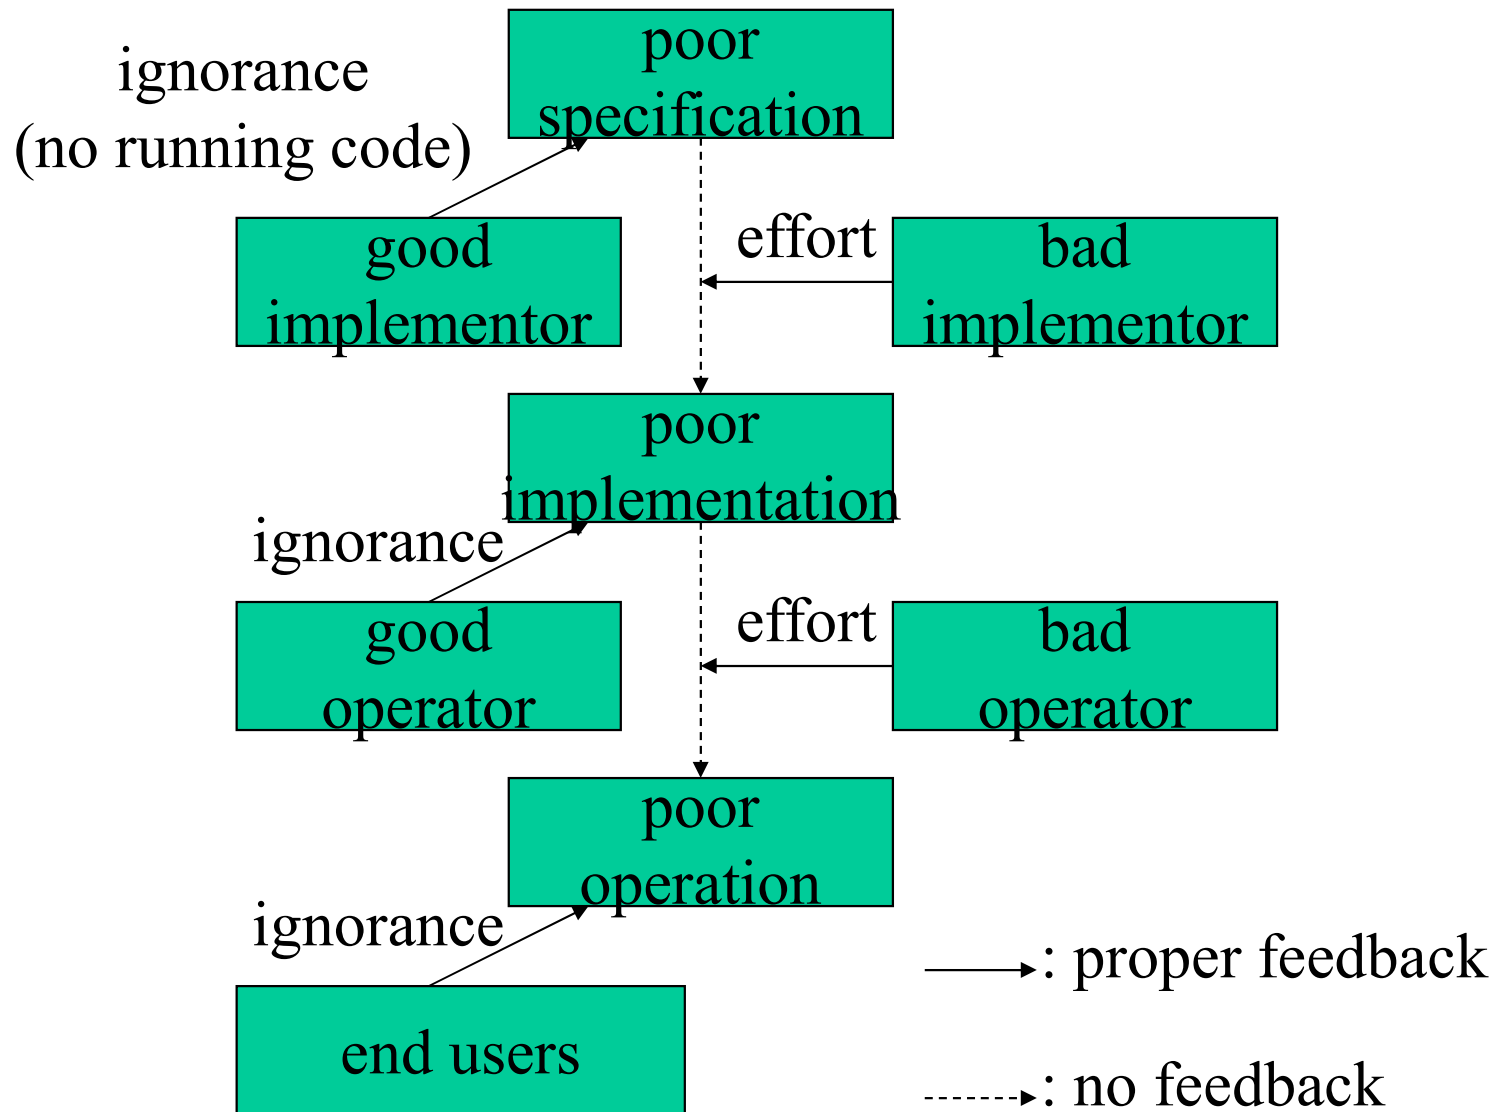 poor
specification
ignorance
(no running code)
good
implementor
effort
bad
implementor
poor
implementation
ignorance
good
operator
effort
bad
operator
poor
operation
ignorance
end users
: proper feedback
: no feedback